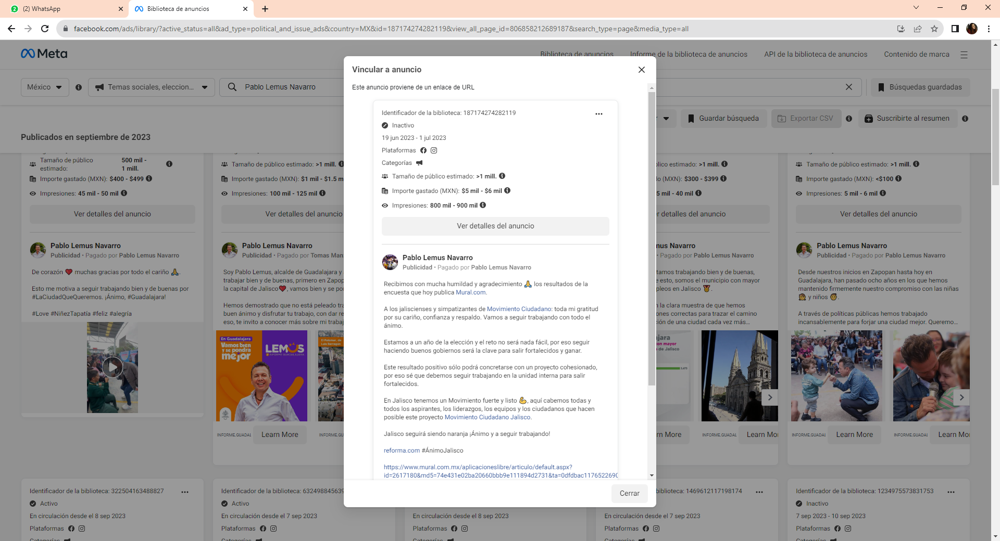 (2) WhatsApp
Biblioteca de anuncios
facebook.com/ads/library/?active_status=all&ad_type=political_and_issue_ads&country=MX&id=187174274282119&view_all_page_id=806858212689187&search_type=page&media_type=all
Meta
Biblioteca de anuncios
Informe de la biblioteca de anuncios
API de la biblioteca de anuncios
Contenido de marca
México
Temas sociales, eleccion...
Pablo Lemus Navarro
Búsquedas guardadas
Guardar búsqueda
Exportar CSV
Suscribirte al resumen
Publicados en septiembre de 2023
Vincular a anuncio
Este anuncio proviene de un enlace de URL
Identificador de la biblioteca: 187174274282119
Inactivo
19 jun 2023 - 1 jul 2023
Plataformas
Categorías
Tamaño de público estimado: >1 mill.
Importe gastado (MXN): $5 mil - $6 mil
Impresiones: 800 mil - 900 mil
Ver detalles del anuncio
Pablo Lemus Navarro
Publicidad • Pagado por Pablo Lemus Navarro
Recibimos con mucha humildad y agradecimiento 🙏 los resultados de la
encuesta que hoy publica Mural.com.
A los jaliscienses y simpatizantes de Movimiento Ciudadano: toda mi gratitud
por su cariño, confianza y respaldo. Vamos a seguir trabajando con todo el
ánimo.
Estamos a un año de la elección y el reto no será nada fácil, por eso seguir
haciendo buenos gobiernos será la clave para salir fortalecidos y ganar.
Este resultado positivo sólo podrá concretarse con un proyecto cohesionado,
por eso sé que debemos seguir trabajando en la unidad interna para salir
fortalecidos.
En Jalisco tenemos un Movimiento fuerte y listo 💪, aquí cabemos todas y
todos los aspirantes, los liderazgos, los equipos y los ciudadanos que hacen
posible este proyecto Movimiento Ciudadano Jalisco.
Jalisco seguirá siendo naranja ¡Ánimo y a seguir trabajando!
reforma.com #ÁnimoJalisco
https://www.mural.com.mx/aplicacioneslibre/articulo/default.aspx?
id=2617180&md5=74e431e02ba20660bbb9e111894d2731&ta=0dfdbac1176522690
Cerrar
Tamaño de público
estimado:
500 mil -
1 mill.
Importe gastado (MXN): $400 - $499
Impresiones: 45 mil - 50 mil
Ver detalles del anuncio
Pablo Lemus Navarro
Publicidad • Pagado por Pablo Lemus Navarro
De corazón ❤️ muchas gracias por todo el cariño 🙏.
Esto me motiva a seguir trabajando bien y de buenas por
#LaCiudadQueQueremos. ¡Ánimo, #Guadalajara!
#Love #NiñezTapatía #feliz #alegría
Tamaño de público estimado: >1 mill.
Importe gastado (MXN): $1 mil - $1.5 m
Impresiones: 100 mil - 125 mil
Ver detalles del anuncio
Pablo Lemus Navarro
Publicidad • Pagado por Tomas Man
Soy Pablo Lemus, alcalde de Guadalajara y
trabajar bien y de buenas, primero en Zapop
la capital de Jalisco❤️, vamos bien y se po
Hemos demostrado que no está peleado tra
buen ánimo y disfrutar tu trabajo, con dar re
eso, te invito a conocer más sobre mi trabaj
En Guadalajara
Vamos bien
y se pondrá
mejor
LEMUS
INFORME GUADALAJARA
El Palomar, de
Luis Barragán
INFORME.GUADAL
Learn More
INFORME.GUAD
blico estimado: >1 mill.
do (MXN): $300 - $399
5 mil - 40 mil
er detalles del anuncio
mus Navarro
Pagado por Pablo Lemus Navarro
tamos trabajando bien y de buenas,
e esto, somos el municipio con mayor
pleos en Jalisco 🏅.
n la clara muestra de que hemos
iones correctas para trazar el camino
ción de una ciudad cada vez más...
ajara
con mayor
de Jalisco
rn More
INFORME.GUADAL
Learn Mo
Tamaño de público estimado: >1 mill.
Importe gastado (MXN): <$100
Impresiones: 5 mil - 6 mil
Ver detalles del anuncio
Pablo Lemus Navarro
Publicidad • Pagado por Pablo Lemus Navarro
Desde nuestros inicios en Zapopan hasta hoy en
Guadalajara, han pasado ocho años en los que hemos
mantenido firmemente nuestro compromiso con las niñas
👧 y niños 👦.
A través de políticas públicas hemos trabajado
incansablemente para forjar una ciudad mejor. Queremo...
INFORME.GUADAL
Learn More
INFORME.GUADAL
Learn Mo
Identificador de la biblioteca: 322504163488827
Activo
En circulación desde el 8 sep 2023
Plataformas
Categorías
Identificador de la biblioteca: 632498845639
Activo
En circulación desde el 7 sep 2023
Plataformas
Categorías
En circulación desde el 8 sep 2023
Plataformas
biblioteca: 1469612117198174
En circulación desde el 7 sep 2023
Plataformas
Categorías
Identificador de la biblioteca: 1234975573831753
Inactivo
7 sep 2023 - 10 sep 2023
Plataformas
Categorías